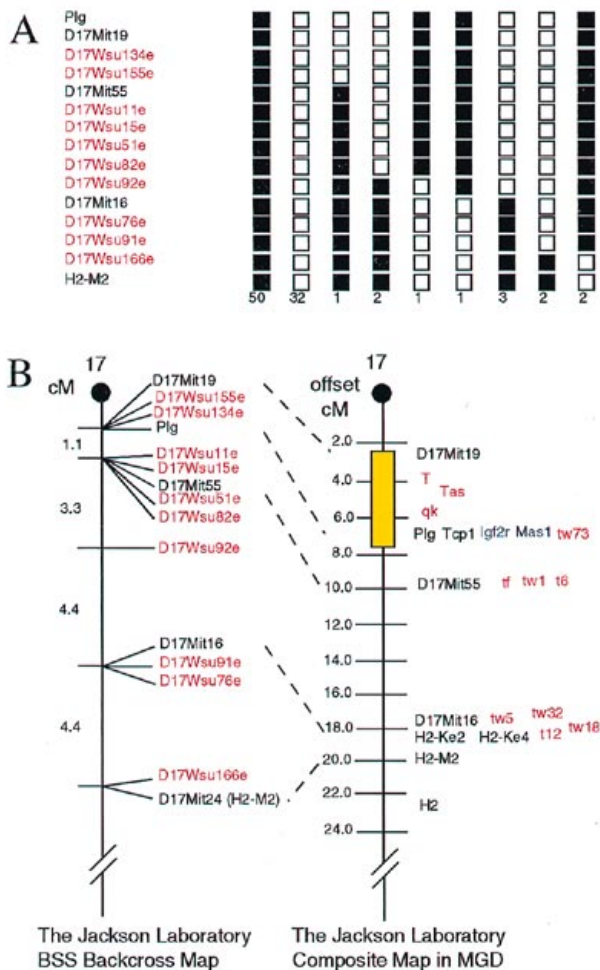 A
Plg
D17Mit19
D17Wsu134e
D17Wsu155e
D17Mit55
D17Wsu11e
D17Wsu15e
D17Wsu51e
D17Wsu82e
D17Wsu92e
D17Mit16
D17Wsu76e
D17Wsu91e
D17Wsu166e
H2-M2
50 32 1 2 1 1 3 2 2
B
17
cM
D17Mit19
D17Wsu155e
D17Wsu134e
Plg
1.1
D17Wsu11e
D17Wsu15e
D17Mit55
D17Wsu51e
D17Wsu82e
3.3
D17Wsu92e
4.4
D17Mit16
D17Wsu91e
D17Wsu76e
4.4
D17Wsu166e
D17Mit24 (H2-M2)
The Jackson Laboratory
BSS Backcross Map
17
offset
cM
2.0
D17Mit19
4.0 T
Tas
6.0 qk
Plg Tcp1 Igf2r Mas1 tw73
8.0
10.0 D17Mit55 tf tw1 t6
12.0
14.0
16.0
D17Mit16 tw5 tw32
18.0 H2-Ke2 H2-Ke4 t12 tw18
20.0 H2-M2
22.0
H2
24.0
The Jackson Laboratory
Composite Map in MGD